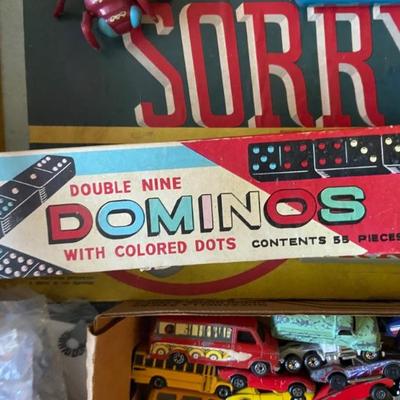 SORRY
DOUBLE NINE
DOMINOS
WITH COLORED DOTS CONTENTS 55 PIECES